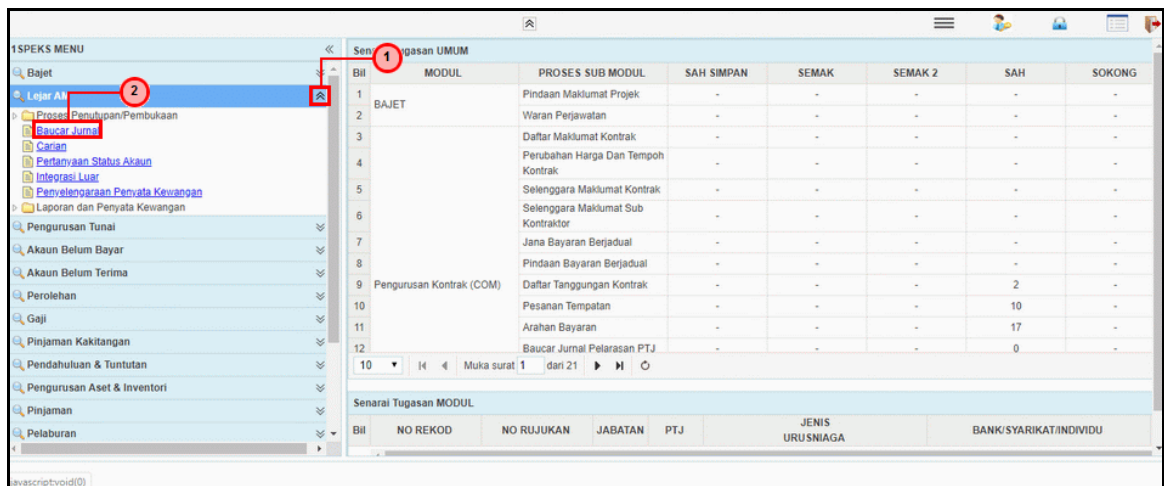 1SPEKS MENU
Bajet
Lejar AM
Proses Penutupan/Pembukaan
Baucar Jurnal
Carian
Pertanyaan Status Akaun
Integrasi Luar
Penyelengaraan Penyata Kewangan
Laporan dan Penyata Kewangan
Pengurusan Tunai
Akaun Belum Bayar
Akaun Belum Terima
Perolehan
Gaji
Pinjaman Kakitangan
Pendahuluan & Tuntutan
Pengurusan Aset & Inventori
Pinjaman
Pelaburan
1
2
UMUM
Bil MODUL PROSES SUB MODUL SAH SIMPAN SEMAK SEMAK 2 SAH SOKONG
1 BAJET Pindaan Maklumat Projek - - - - -
2 Waran Perjawatan - - - - -
3 Pengurusan Kontrak (COM) Daftar Maklumat Kontrak - - - - -
4 Perubahan Harga Dan Tempoh
Kontrak - - - - -
5 Selenggara Maklumat Kontrak - - - - -
6 Selenggara Maklumat Sub
Kontraktor - - - - -
7 Jana Bayaran Berjadual - - - - -
8 Pindaan Bayaran Berjadual - - - - -
9 Daftar Tanggungan Kontrak - - - 2 -
10 Pesanan Tempatan - - - 10 -
11 Arahan Bayaran - - - 17 -
12 Baucar Jurnal Pelarasan PTJ - - - 0 -
10 Muka surat 1 dari 21
Senarai Tugasan MODUL
Bil NO REKOD NO RUJUKAN JABATAN PTJ JENIS
URUSNIAGA BANK/SYARIKAT/INDIVIDU
avascript:void(0)